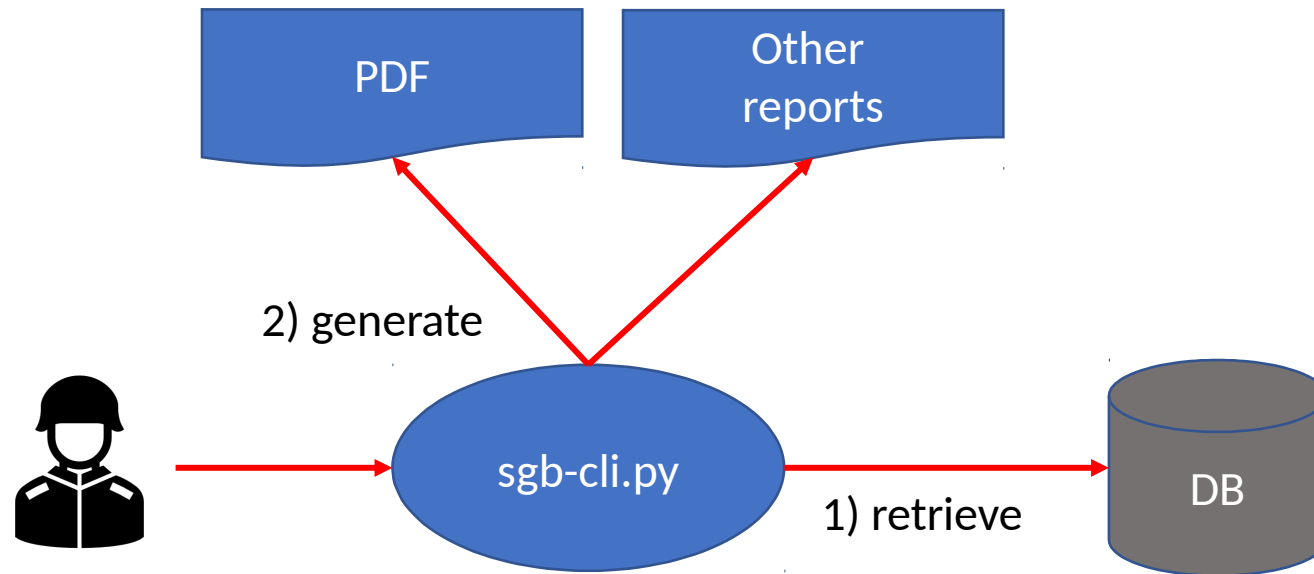 PDF
Other
reports
2) generate
sgb-cli.py
1) retrieve
DB